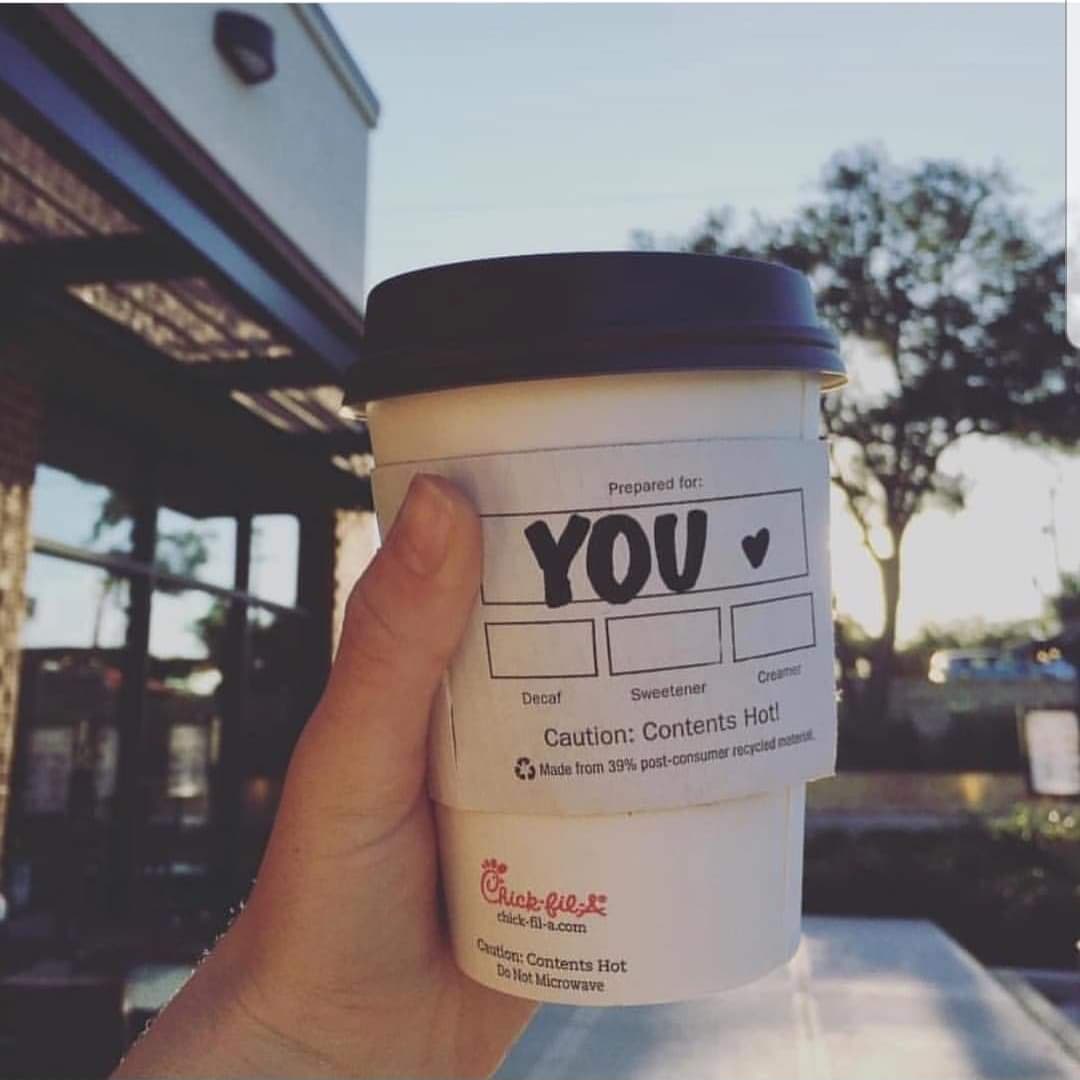 Prepared for:
YOU ♥
Decaf Sweetener Creamer
Caution: Contents Hot!
Made from 39% post-consumer recycled material.
Chick-fil-A
chick-fil-a.com
Caution: Contents Hot
Do Not Microwave